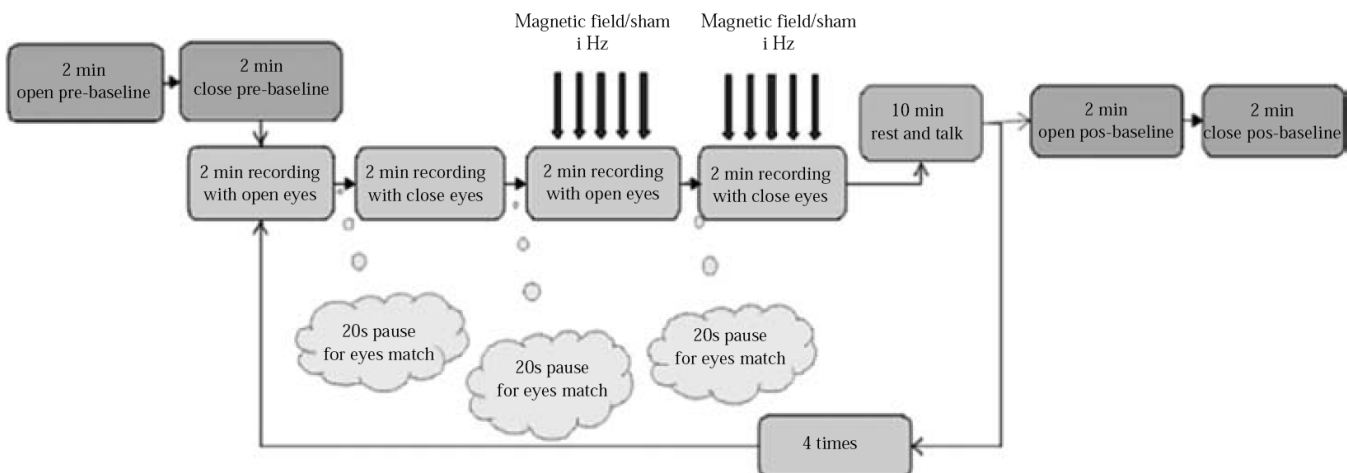 Magnetic field/sham
i Hz
Magnetic field/sham
i Hz
2 min
open pre-baseline
2 min
close pre-baseline
10 min
rest and talk
2 min
open pos-baseline
2 min
close pos-baseline
2 min recording
with open eyes
2 min recording
with close eyes
2 min recording
with open eyes
2 min recording
with close eyes
20s pause
for eyes match
20s pause
for eyes match
20s pause
for eyes match
4 times